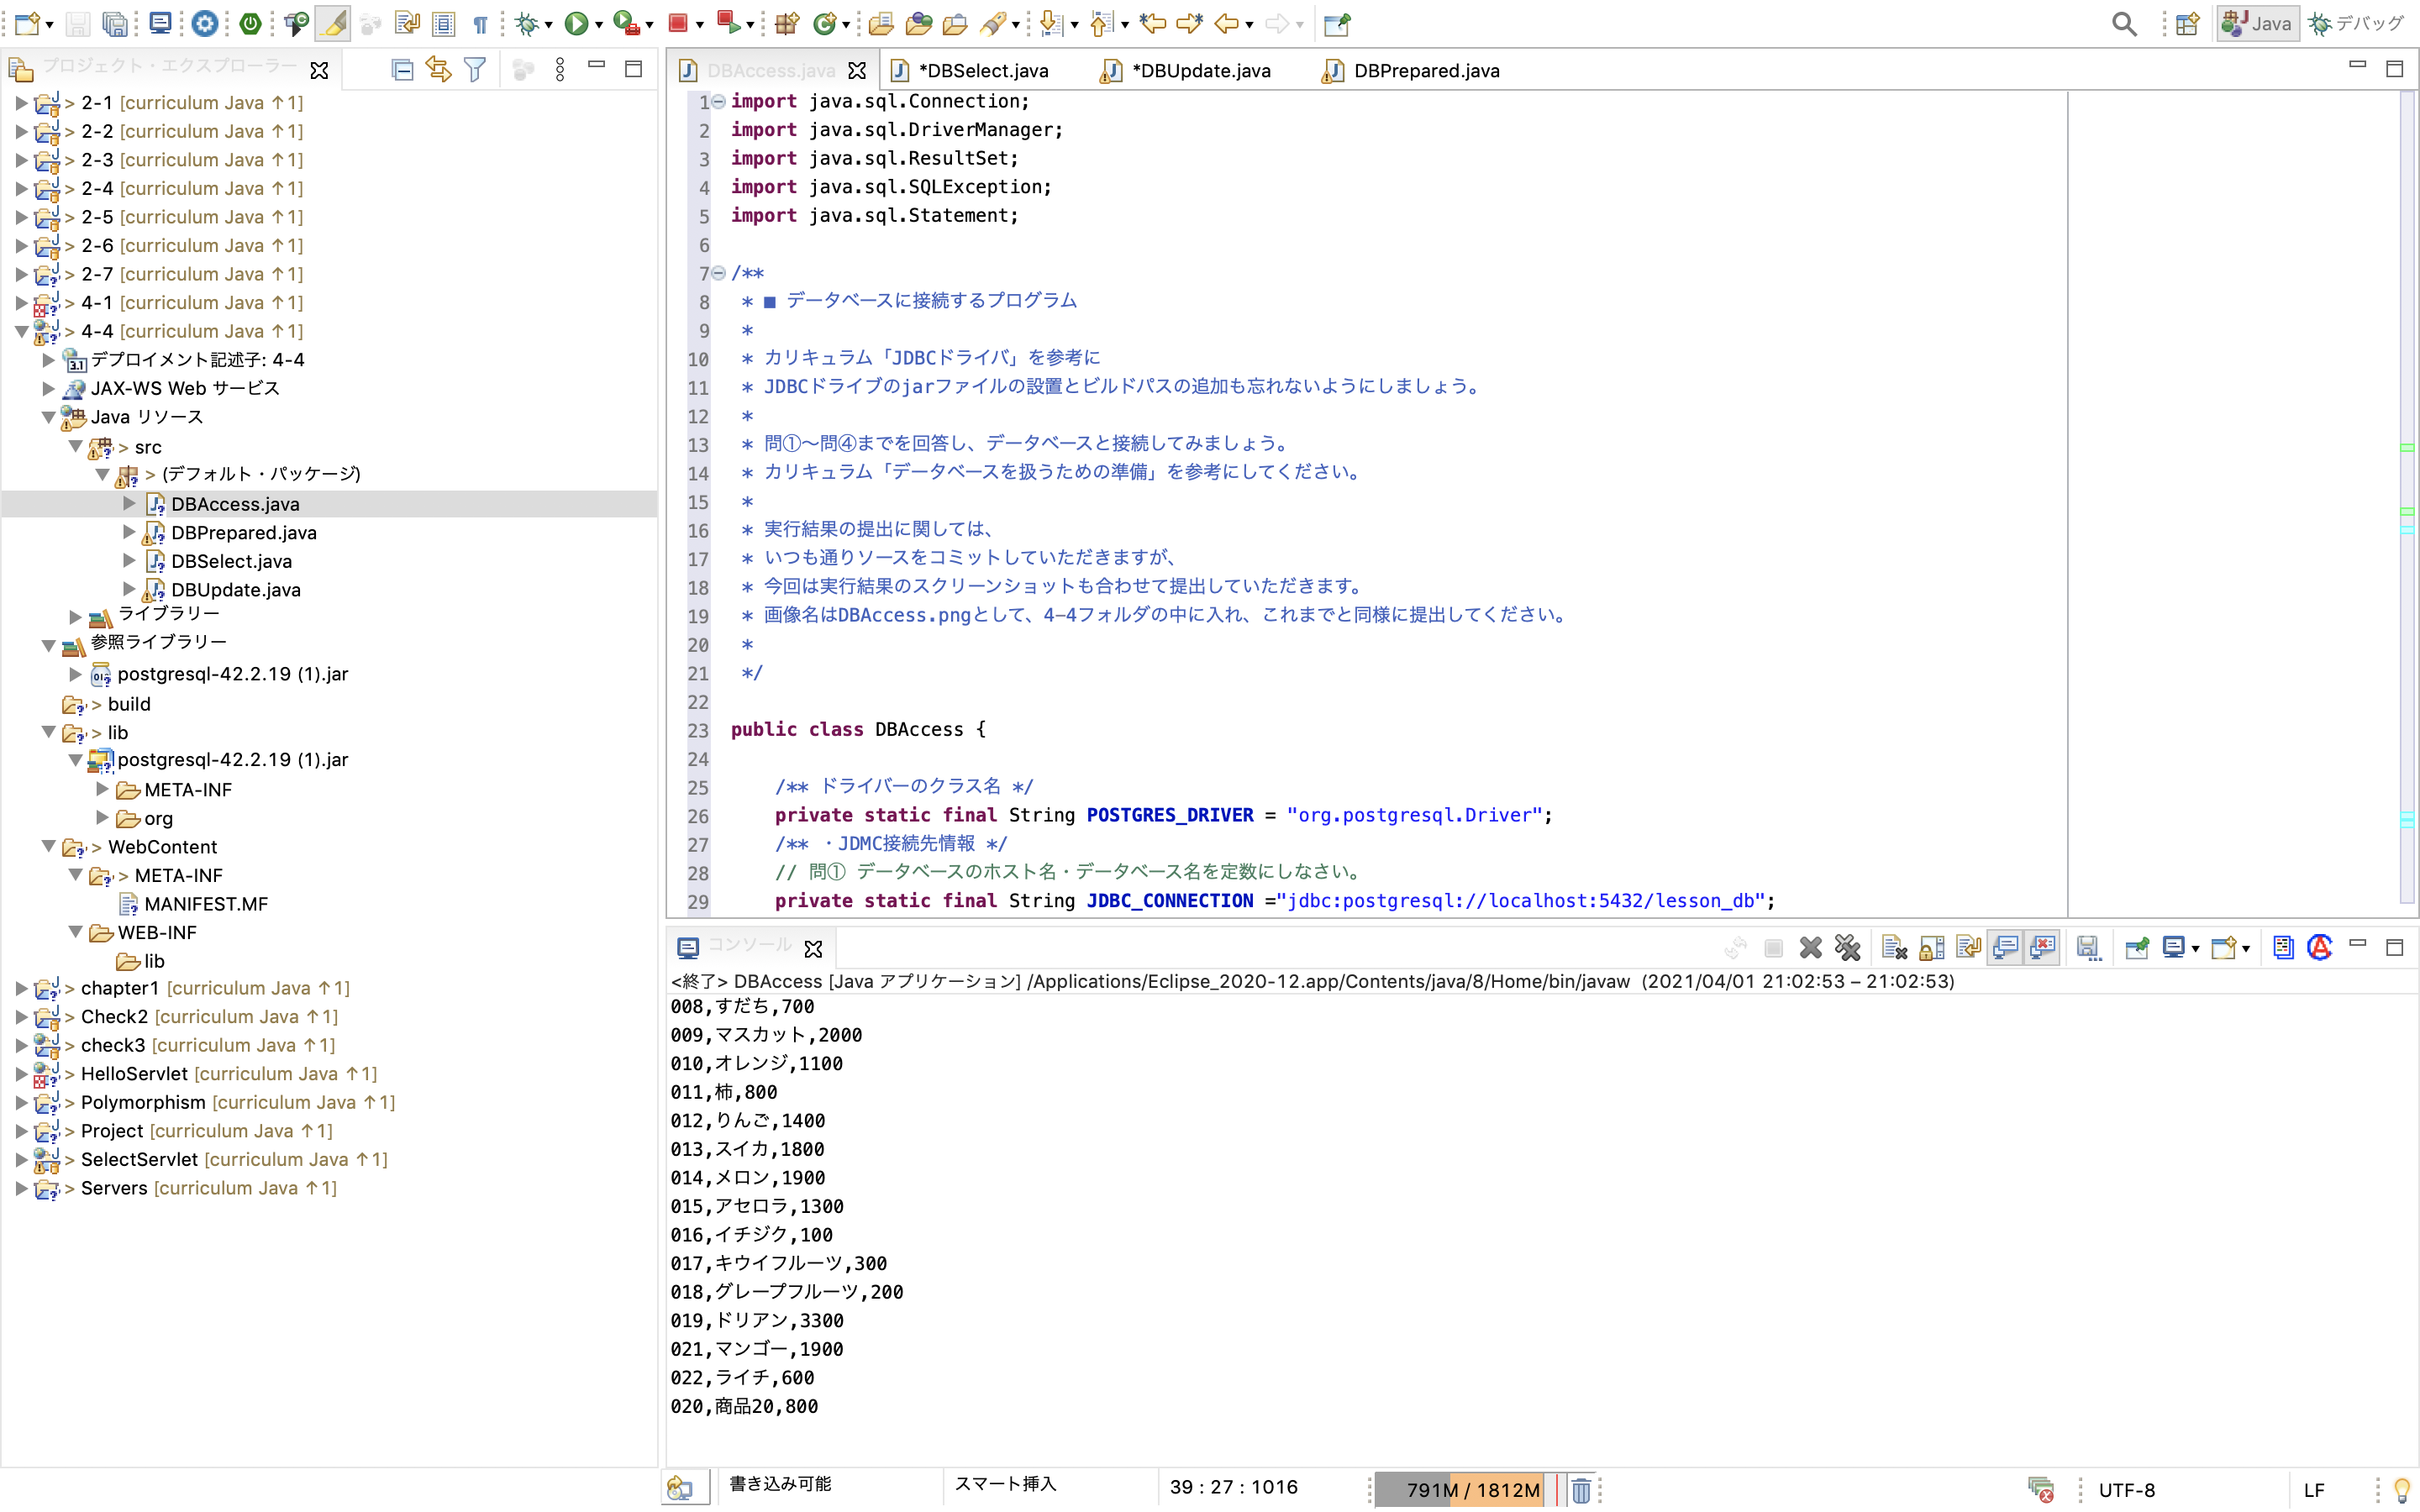 Java
デバッグ
プロジェクト・エクスプローラー
> 2-1 [curriculum Java ↑1]
> 2-2 [curriculum Java ↑1]
> 2-3 [curriculum Java ↑1]
> 2-4 [curriculum Java ↑1]
> 2-5 [curriculum Java ↑1]
> 2-6 [curriculum Java ↑1]
> 2-7 [curriculum Java ↑1]
> 4-1 [curriculum Java ↑1]
> 4-4 [curriculum Java ↑1]
デプロイメント記述子: 4-4
JAX-WS Web サービス
Java リソース
> src
> (デフォルト・パッケージ)
DBAccess.java
DBPrepared.java
DBSelect.java
DBUpdate.java
ライブラリー
参照ライブラリー
postgresql-42.2.19 (1).jar
> build
> lib
postgresql-42.2.19 (1).jar
META-INF
org
> WebContent
> META-INF
MANIFEST.MF
WEB-INF
lib
> chapter1 [curriculum Java ↑1]
> Check2 [curriculum Java ↑1]
> check3 [curriculum Java ↑1]
> HelloServlet [curriculum Java ↑1]
> Polymorphism [curriculum Java ↑1]
> Project [curriculum Java ↑1]
> SelectServlet [curriculum Java ↑1]
> Servers [curriculum Java ↑1]
DBAccess.java
*DBSelect.java
*DBUpdate.java
DBPrepared.java
1 import java.sql.Connection;
2 import java.sql.DriverManager;
3 import java.sql.ResultSet;
4 import java.sql.SQLException;
5 import java.sql.Statement;
6
7 /**
8 * ■ データベースに接続するプログラム
9 *
10 * カリキュラム「JDBCドライバ」を参考に
11 * JDBCドライブのjarファイルの設置とビルドパスの追加も忘れないようにしましょう。
12 *
13 * 問①〜問④までを回答し、データベースと接続してみましょう。
14 * カリキュラム「データベースを扱うための準備」を参考にしてください。
15 *
16 * 実行結果の提出に関しては、
17 * いつも通りソースをコミットしていただきますが、
18 * 今回は実行結果のスクリーンショットも合わせて提出していただきます。
19 * 画像名はDBAccess.pngとして、4-4フォルダの中に入れ、これまでと同様に提出してください。
20 *
21 */
22
23 public class DBAccess {
24
25 /** ドライバーのクラス名 */
26 private static final String POSTGRES_DRIVER = "org.postgresql.Driver";
27 /** ・JDMC接続先情報 */
28 // 問① データベースのホスト名・データベース名を定数にしなさい。
29 private static final String JDBC_CONNECTION ="jdbc:postgresql://localhost:5432/lesson_db";
コンソール
<終了> DBAccess [Java アプリケーション] /Applications/Eclipse_2020-12.app/Contents/java/8/Home/bin/javaw (2021/04/01 21:02:53 – 21:02:53)
008,すだち,700
009,マスカット,2000
010,オレンジ,1100
011,柿,800
012,りんご,1400
013,スイカ,1800
014,メロン,1900
015,アセロラ,1300
016,イチジク,100
017,キウイフルーツ,300
018,グレープフルーツ,200
019,ドリアン,3300
021,マンゴー,1900
022,ライチ,600
020,商品20,800
書き込み可能
スマート挿入
39 : 27 : 1016
791M / 1812M
UTF-8
LF